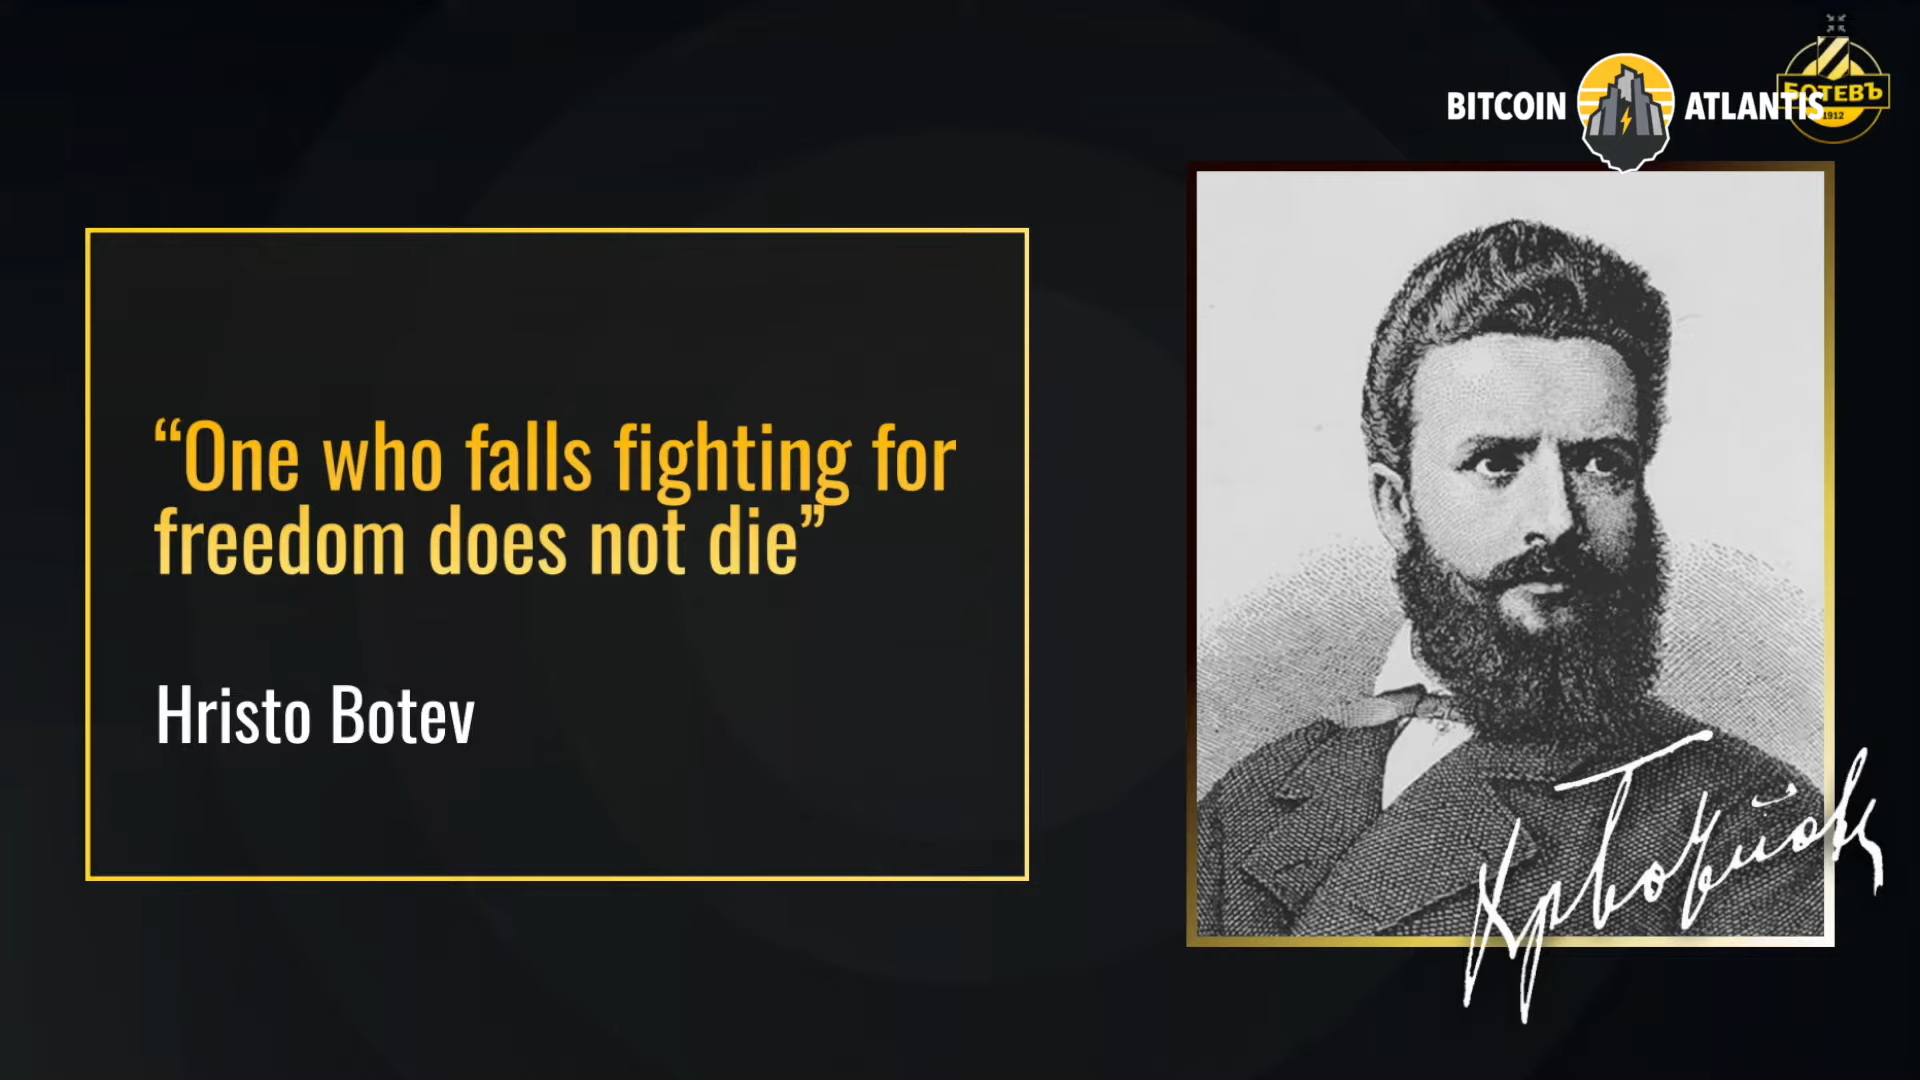 BITCOIN ATLANTIS
БОТЕВЪ
1912
“One who falls fighting for
freedom does not die”
Hristo Botev